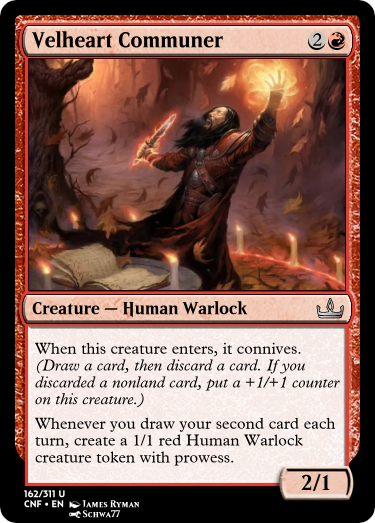 Velheart Communer 2
Creature — Human Warlock
When this creature enters, it connives.
(Draw a card, then discard a card. If you
discarded a nonland card, put a +1/+1 counter
on this creature.)
Whenever you draw your second card each
turn, create a 1/1 red Human Warlock
creature token with prowess.
2/1
162/311 U
CNF • EN James Ryman
Schwa77